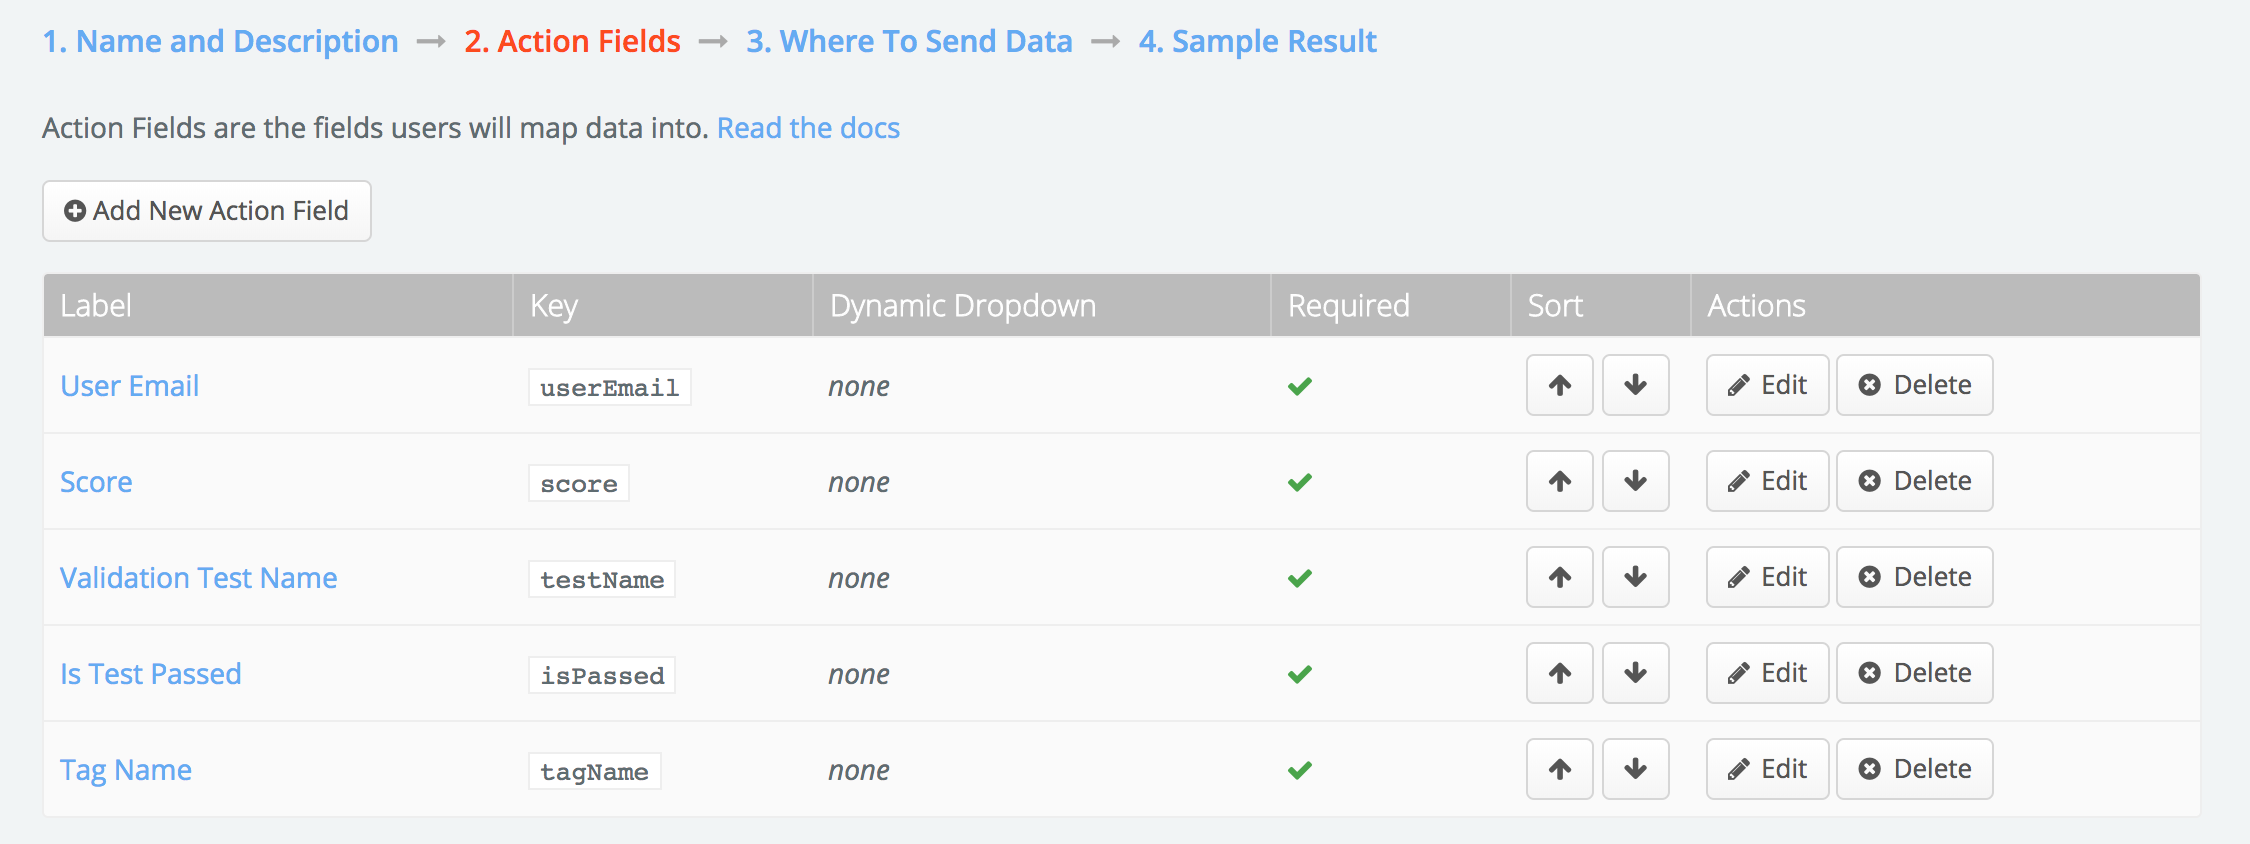 1. Name and Description → 2. Action Fields → 3. Where To Send Data → 4. Sample Result
Action Fields are the fields users will map data into. Read the docs
Add New Action Field
Label Key Dynamic Dropdown Required Sort Actions
User Email userEmail none Edit Delete
Score score none Edit Delete
Validation Test Name testName none Edit Delete
Is Test Passed isPassed none Edit Delete
Tag Name tagName none Edit Delete